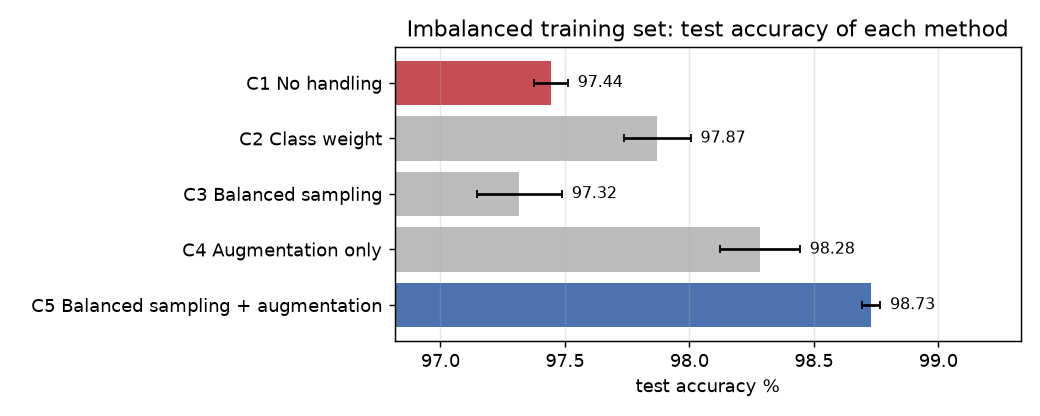 Imbalanced training set: test accuracy of each method
C1 No handling 97.44
C2 Class weight 97.87
C3 Balanced sampling 97.32
C4 Augmentation only 98.28
C5 Balanced sampling + augmentation 98.73
97.0 97.5 98.0 98.5 99.0
test accuracy %